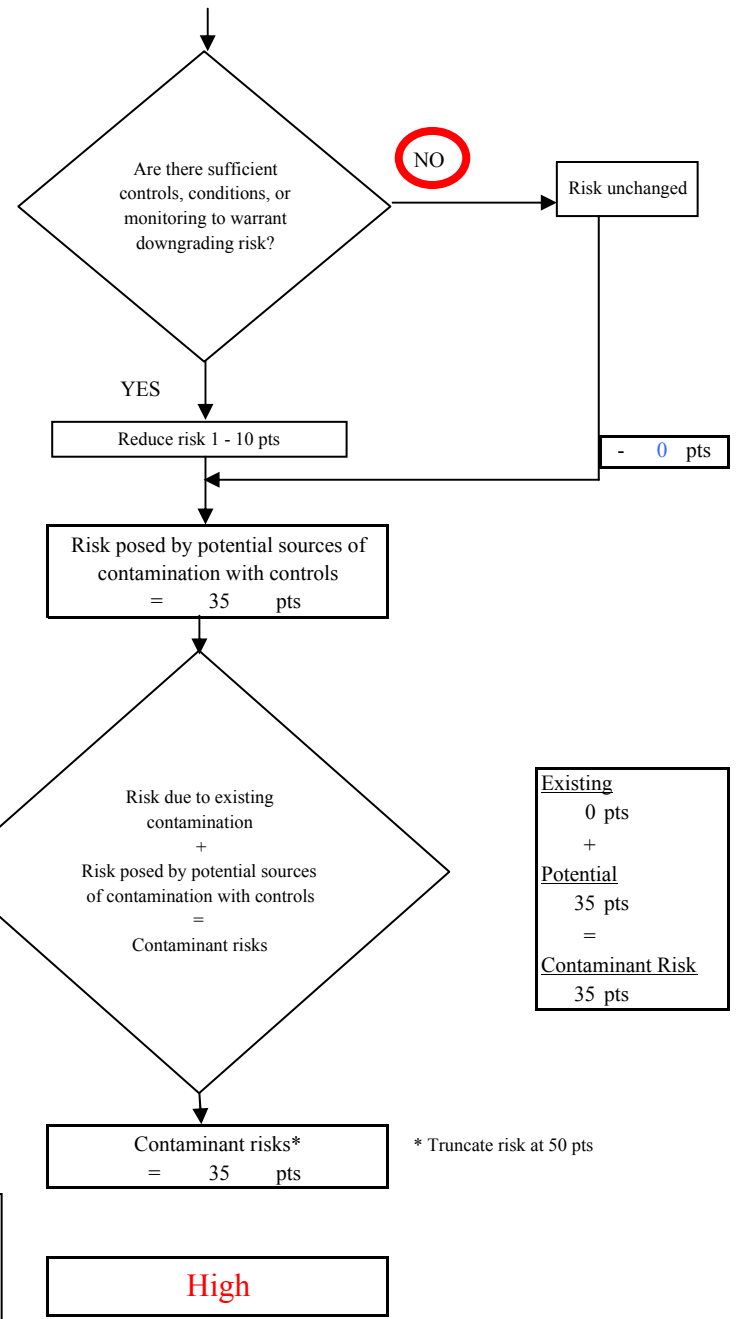 Are there sufficient
controls, conditions, or
monitoring to warrant
downgrading risk?
NO
Risk unchanged
YES
Reduce risk 1 - 10 pts
- 0 pts
Risk posed by potential sources of
contamination with controls
= 35 pts
Risk due to existing
contamination
+
Risk posed by potential sources
of contamination with controls
=
Contaminant risks
Existing
0 pts
+
Potential
35 pts
=
Contaminant Risk
35 pts
Contaminant risks*
= 35 pts
* Truncate risk at 50 pts
High